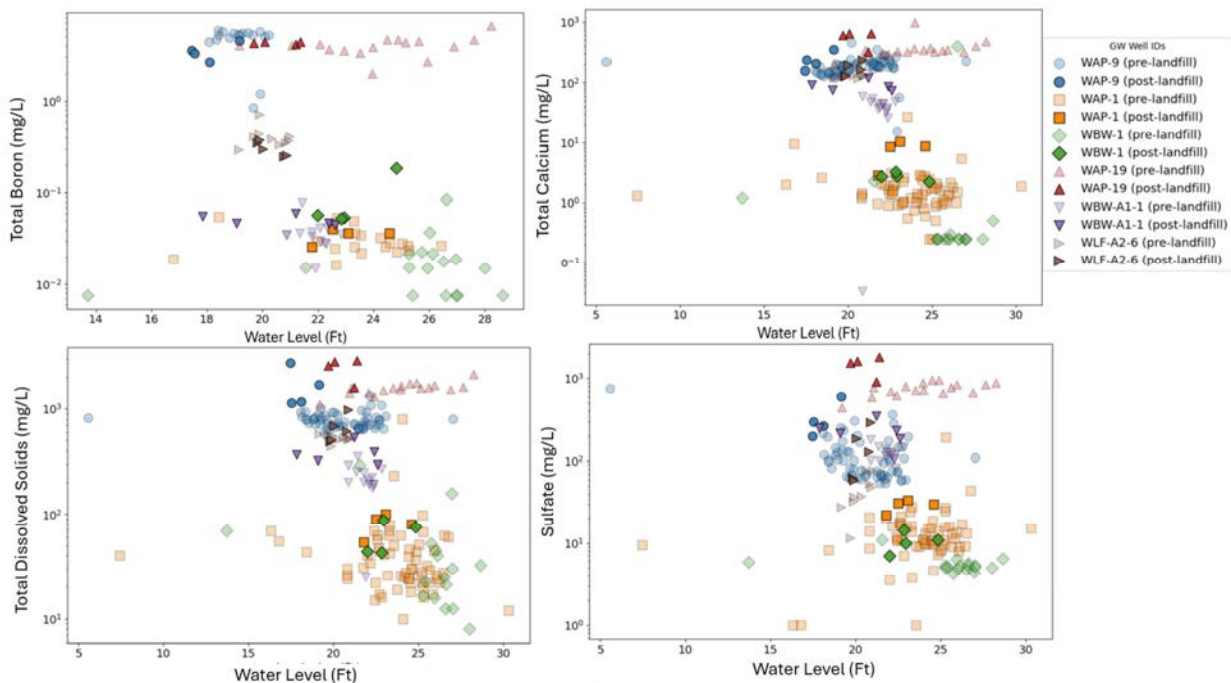 Total Boron (mg/L)
10⁰
10⁻¹
10⁻²
14 16 18 20 22 24 26 28
Water Level (Ft)
Total Calcium (mg/L)
10³
10²
10¹
10⁰
10⁻¹
5 10 15 20 25 30
Water Level (Ft)
GW Well IDs
WAP-9 (pre-landfill)
WAP-9 (post-landfill)
WAP-1 (pre-landfill)
WAP-1 (post-landfill)
WBW-1 (pre-landfill)
WBW-1 (post-landfill)
WAP-19 (pre-landfill)
WAP-19 (post-landfill)
WBW-A1-1 (pre-landfill)
WBW-A1-1 (post-landfill)
WLF-A2-6 (pre-landfill)
WLF-A2-6 (post-landfill)
Total Dissolved Solids (mg/L)
10³
10²
10¹
5 10 15 20 25 30
Water Level (Ft)
Sulfate (mg/L)
10³
10²
10¹
10⁰
5 10 15 20 25 30
Water Level (Ft)